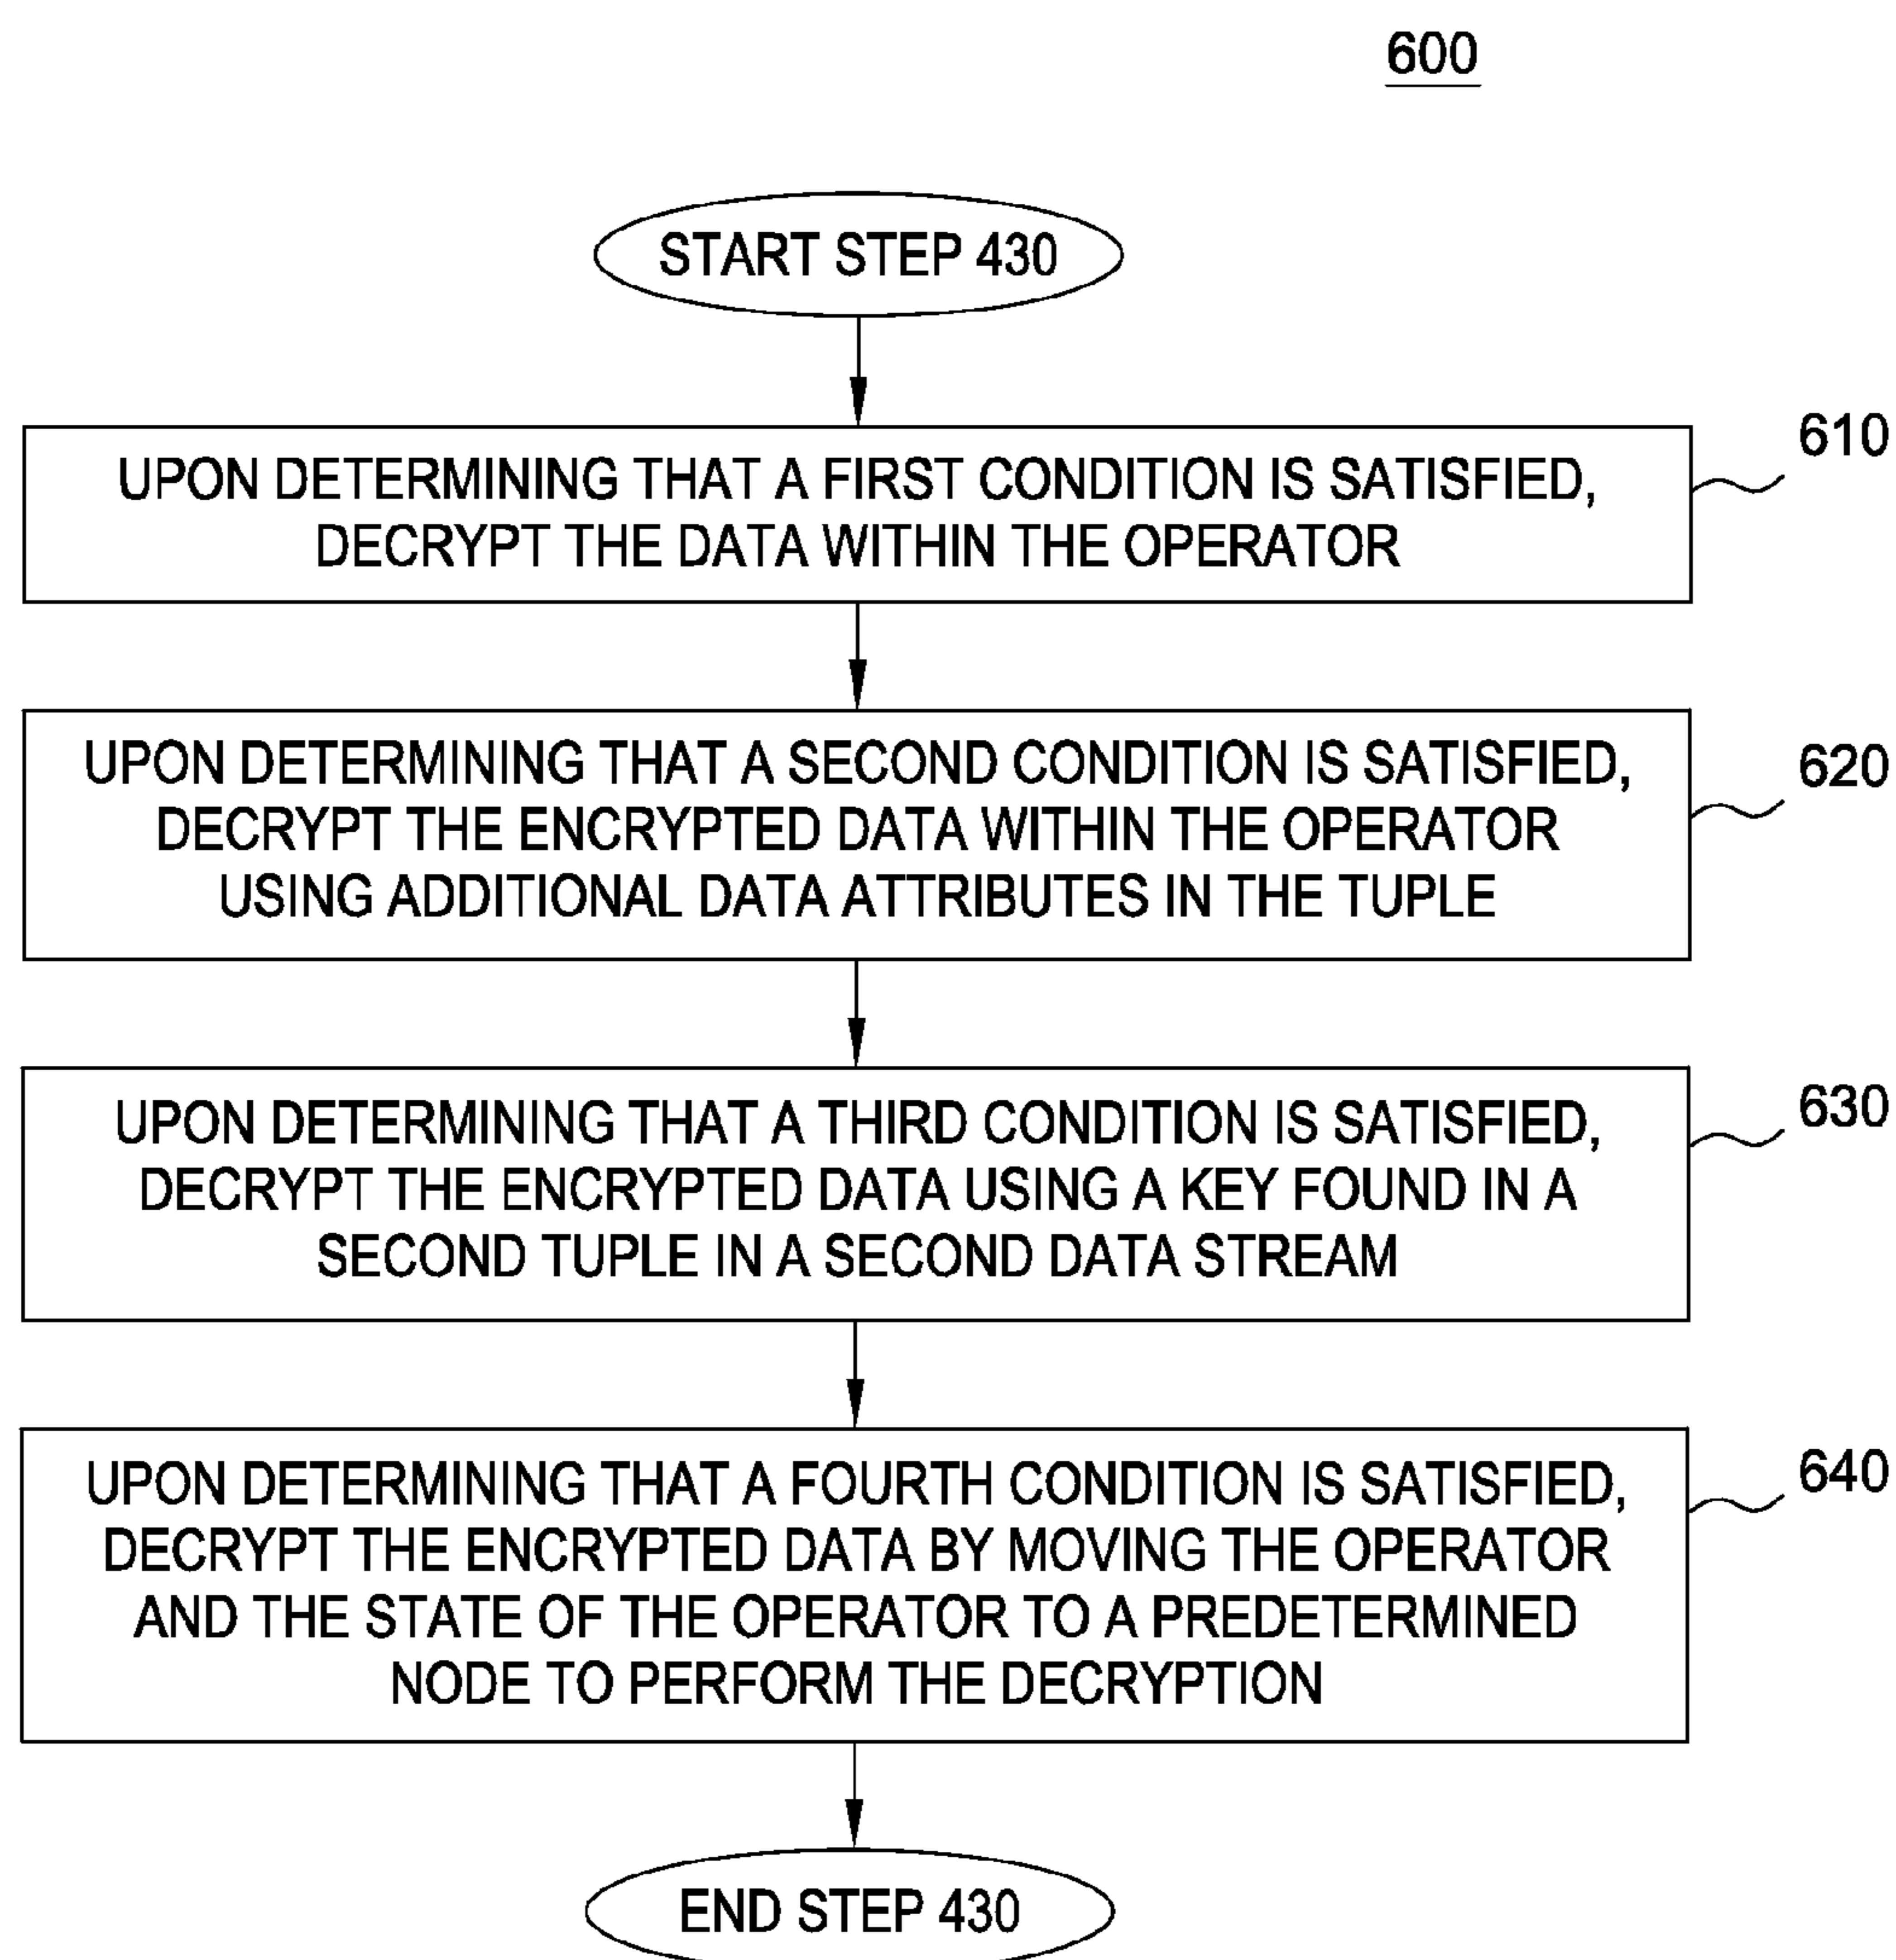 600
START STEP 430
610
UPON DETERMINING THAT A FIRST CONDITION IS SATISFIED,
DECRYPT THE DATA WITHIN THE OPERATOR
620
UPON DETERMINING THAT A SECOND CONDITION IS SATISFIED,
DECRYPT THE ENCRYPTED DATA WITHIN THE OPERATOR
USING ADDITIONAL DATA ATTRIBUTES IN THE TUPLE
630
UPON DETERMINING THAT A THIRD CONDITION IS SATISFIED,
DECRYPT THE ENCRYPTED DATA USING A KEY FOUND IN A
SECOND TUPLE IN A SECOND DATA STREAM
640
UPON DETERMINING THAT A FOURTH CONDITION IS SATISFIED,
DECRYPT THE ENCRYPTED DATA BY MOVING THE OPERATOR
AND THE STATE OF THE OPERATOR TO A PREDETERMINED
NODE TO PERFORM THE DECRYPTION
END STEP 430